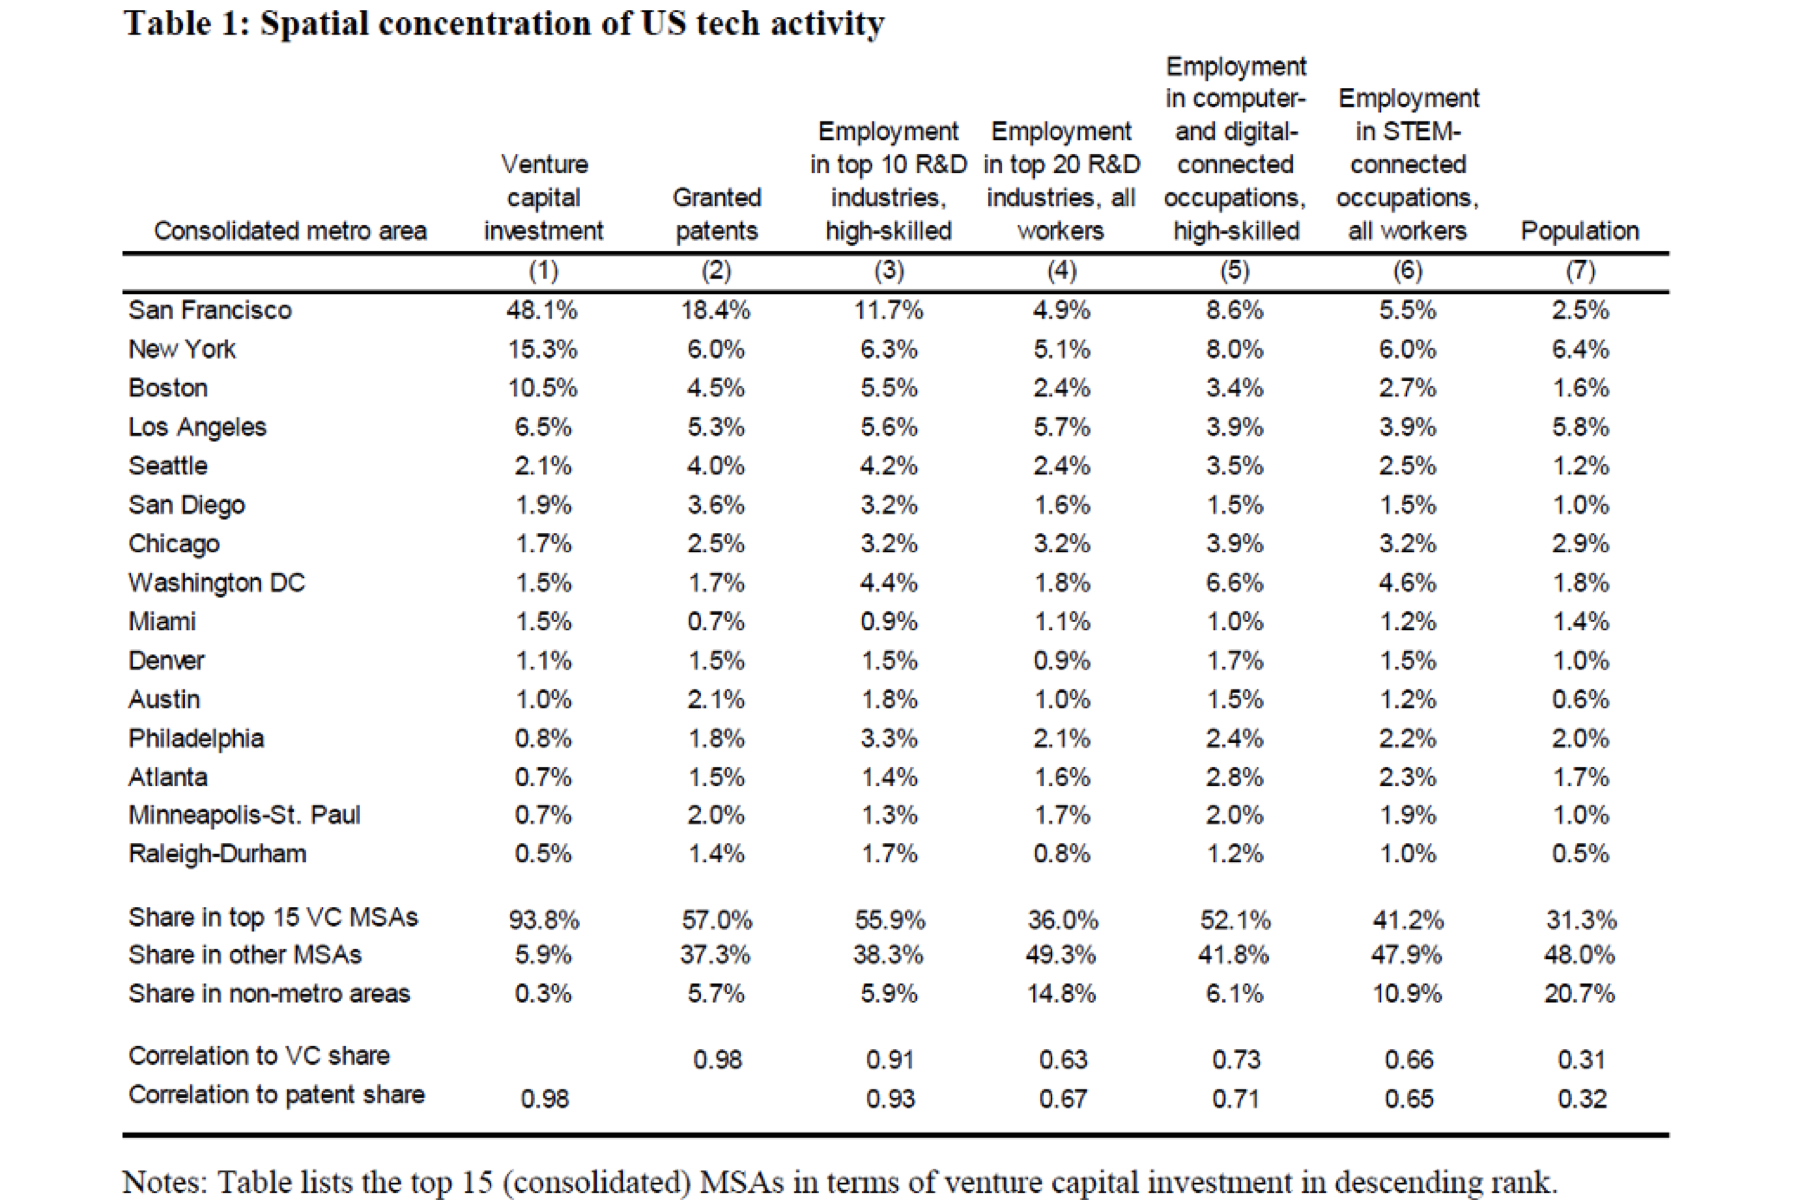 Table 1: Spatial concentration of US tech activity
Employment
in computer- Employment
Employment Employment and digital- in STEM-
Venture in top 10 R&D in top 20 R&D connected connected
capital Granted industries, industries, all occupations, occupations,
Consolidated metro area investment patents high-skilled workers high-skilled all workers Population
(1) (2) (3) (4) (5) (6) (7)
San Francisco 48.1% 18.4% 11.7% 4.9% 8.6% 5.5% 2.5%
New York 15.3% 6.0% 6.3% 5.1% 8.0% 6.0% 6.4%
Boston 10.5% 4.5% 5.5% 2.4% 3.4% 2.7% 1.6%
Los Angeles 6.5% 5.3% 5.6% 5.7% 3.9% 3.9% 5.8%
Seattle 2.1% 4.0% 4.2% 2.4% 3.5% 2.5% 1.2%
San Diego 1.9% 3.6% 3.2% 1.6% 1.5% 1.5% 1.0%
Chicago 1.7% 2.5% 3.2% 3.2% 3.9% 3.2% 2.9%
Washington DC 1.5% 1.7% 4.4% 1.8% 6.6% 4.6% 1.8%
Miami 1.5% 0.7% 0.9% 1.1% 1.0% 1.2% 1.4%
Denver 1.1% 1.5% 1.5% 0.9% 1.7% 1.5% 1.0%
Austin 1.0% 2.1% 1.8% 1.0% 1.5% 1.2% 0.6%
Philadelphia 0.8% 1.8% 3.3% 2.1% 2.4% 2.2% 2.0%
Atlanta 0.7% 1.5% 1.4% 1.6% 2.8% 2.3% 1.7%
Minneapolis-St. Paul 0.7% 2.0% 1.3% 1.7% 2.0% 1.9% 1.0%
Raleigh-Durham 0.5% 1.4% 1.7% 0.8% 1.2% 1.0% 0.5%
Share in top 15 VC MSAs 93.8% 57.0% 55.9% 36.0% 52.1% 41.2% 31.3%
Share in other MSAs 5.9% 37.3% 38.3% 49.3% 41.8% 47.9% 48.0%
Share in non-metro areas 0.3% 5.7% 5.9% 14.8% 6.1% 10.9% 20.7%
Correlation to VC share 0.98 0.91 0.63 0.73 0.66 0.31
Correlation to patent share 0.98 0.93 0.67 0.71 0.65 0.32
Notes: Table lists the top 15 (consolidated) MSAs in terms of venture capital investment in descending rank.